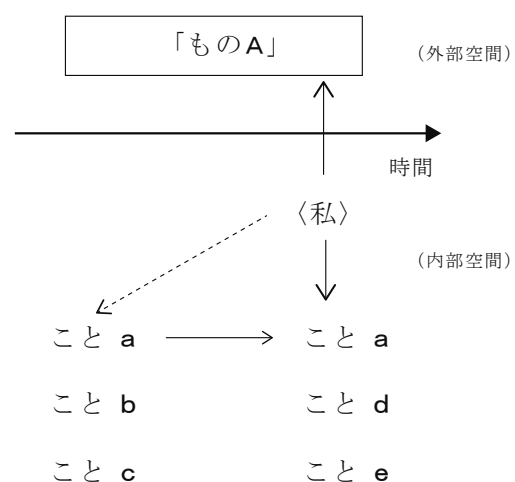 「ものA」
(外部空間)
時間
〈私〉
(内部空間)
こと a こと a
こと b こと d
こと c こと e